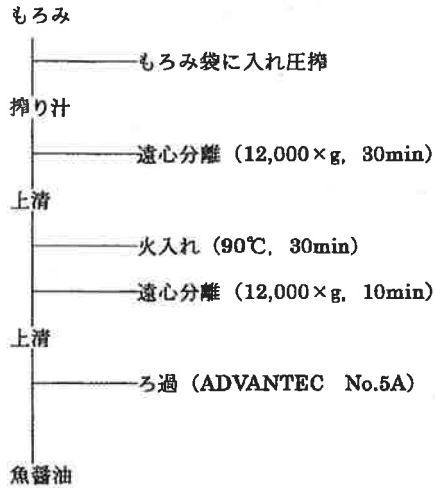 もろみ
もろみ袋に入れ圧搾
搾り汁
遠心分離（12,000×g，30min）
上清
火入れ（90℃，30min）
遠心分離（12,000×g，10min）
上清
ろ過（ADVANTEC　No.5A）
魚醤油